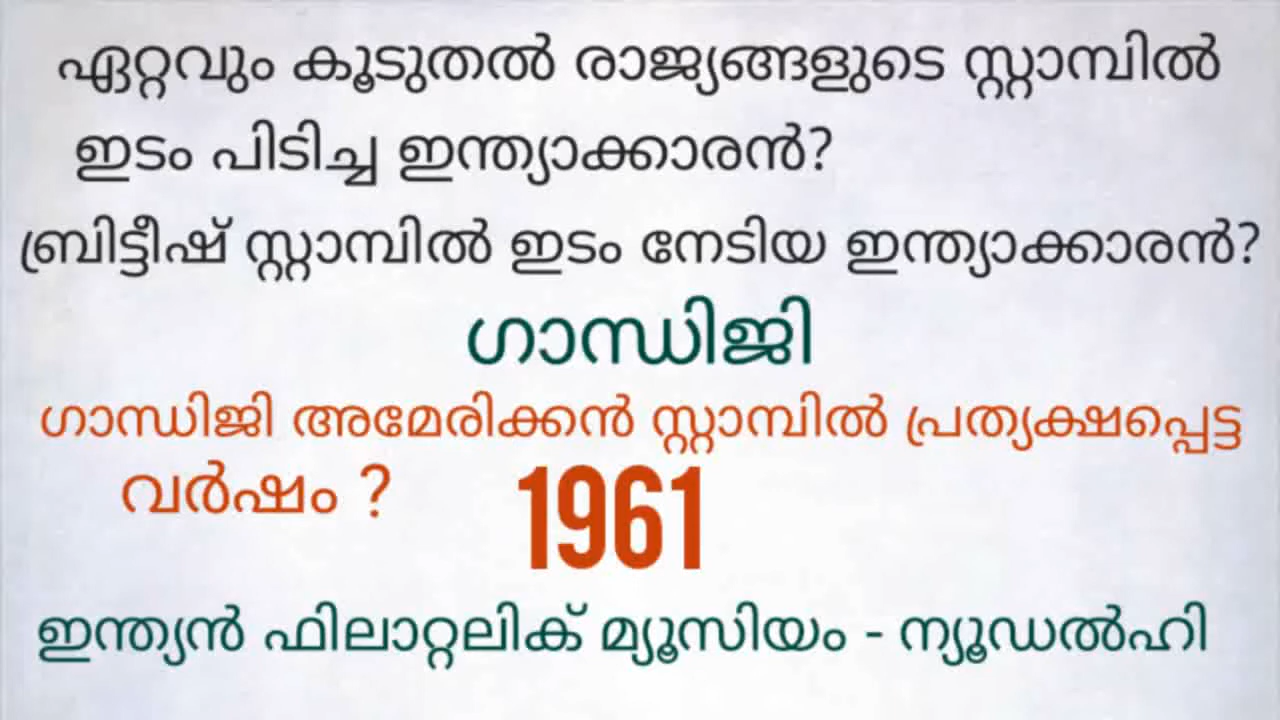 ഏറ്റവും കൂടുതൽ രാജ്യങ്ങളുടെ സ്റ്റാമ്പിൽ
ഇടം പിടിച്ച ഇന്ത്യാക്കാരൻ?
ബ്രിട്ടീഷ് സ്റ്റാമ്പിൽ ഇടം നേടിയ ഇന്ത്യാക്കാരൻ?
ഗാന്ധിജി
ഗാന്ധിജി അമേരിക്കൻ സ്റ്റാമ്പിൽ പ്രത്യക്ഷപ്പെട്ട
വർഷം ? 1961
ഇന്ത്യൻ ഫിലാറ്റലിക് മ്യൂസിയം - ന്യൂഡൽഹി